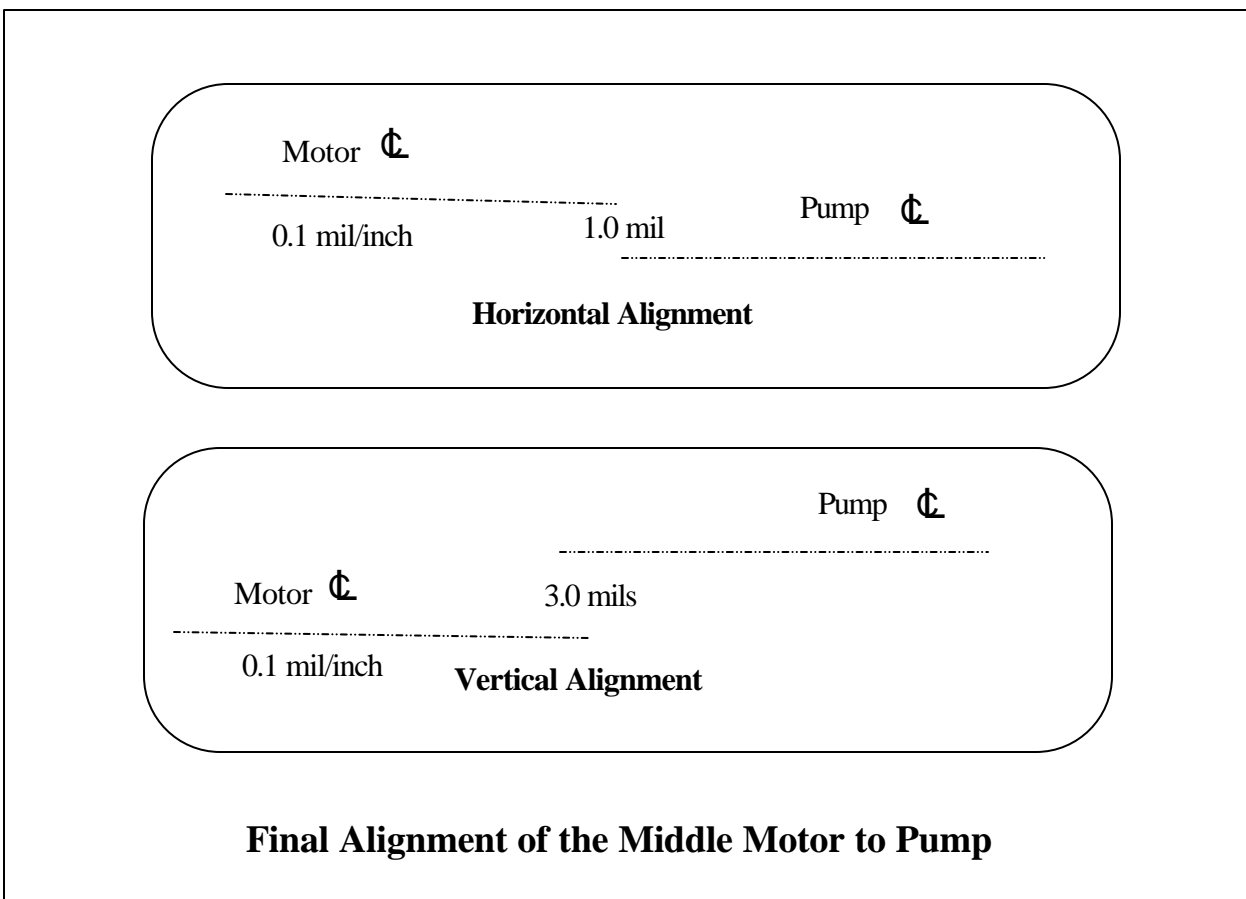 Motor ℄
Pump ℄
0.1 mil/inch
1.0 mil
Horizontal Alignment
Pump ℄
Motor ℄
3.0 mils
0.1 mil/inch
Vertical Alignment
Final Alignment of the Middle Motor to Pump